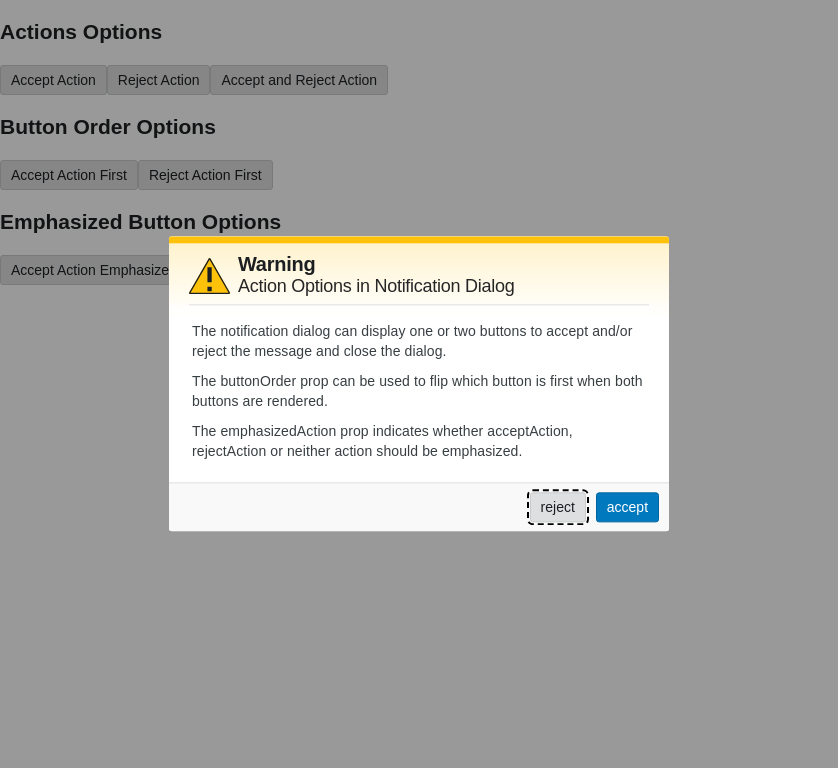 Actions Options
Accept Action Reject Action Accept and Reject Action
Button Order Options
Accept Action First Reject Action First
Emphasized Button Options
Accept Action Emphasize
Warning
Action Options in Notification Dialog
The notification dialog can display one or two buttons to accept and/or
reject the message and close the dialog.
The buttonOrder prop can be used to flip which button is first when both
buttons are rendered.
The emphasizedAction prop indicates whether acceptAction,
rejectAction or neither action should be emphasized.
reject accept